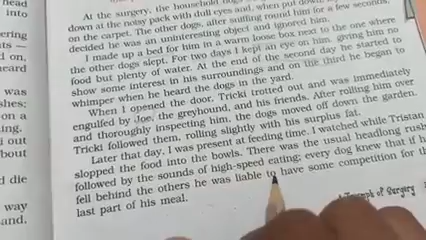 head
into
ering
ts —
d on,
heard
was
shes:
on a
ing.
out
bout
d die
way
and,
At the surgery, the household dogs
down at the noisy pack with dull eyes and, when put down
on the carpet. The other dogs, after sniffing round him for a few seconds,
decided he was an uninteresting object and ignored him.
I made up a bed for him in a warm loose box next to the one where
the other dogs slept. For two days I kept an eye on him, giving him no
food but plenty of water. At the end of the second day he started to
show some interest in his surroundings and on the third he began to
whimper when he heard the dogs in the yard.
When I opened the door, Tricki trotted out and was immediately
engulfed by Joe, the greyhound, and his friends. After rolling him over
and thoroughly inspecting him, the dogs moved off down the garden.
Tricki followed them, rolling slightly with his surplus fat.
Later that day, I was present at feeding time. I watched while Tristan
slopped the food into the bowls. There was the usual headlong rush
followed by the sounds of high-speed eating; every dog knew that if h
fell behind the others he was liable to have some competition for th
last part of his meal.
A Triumph of Surgery